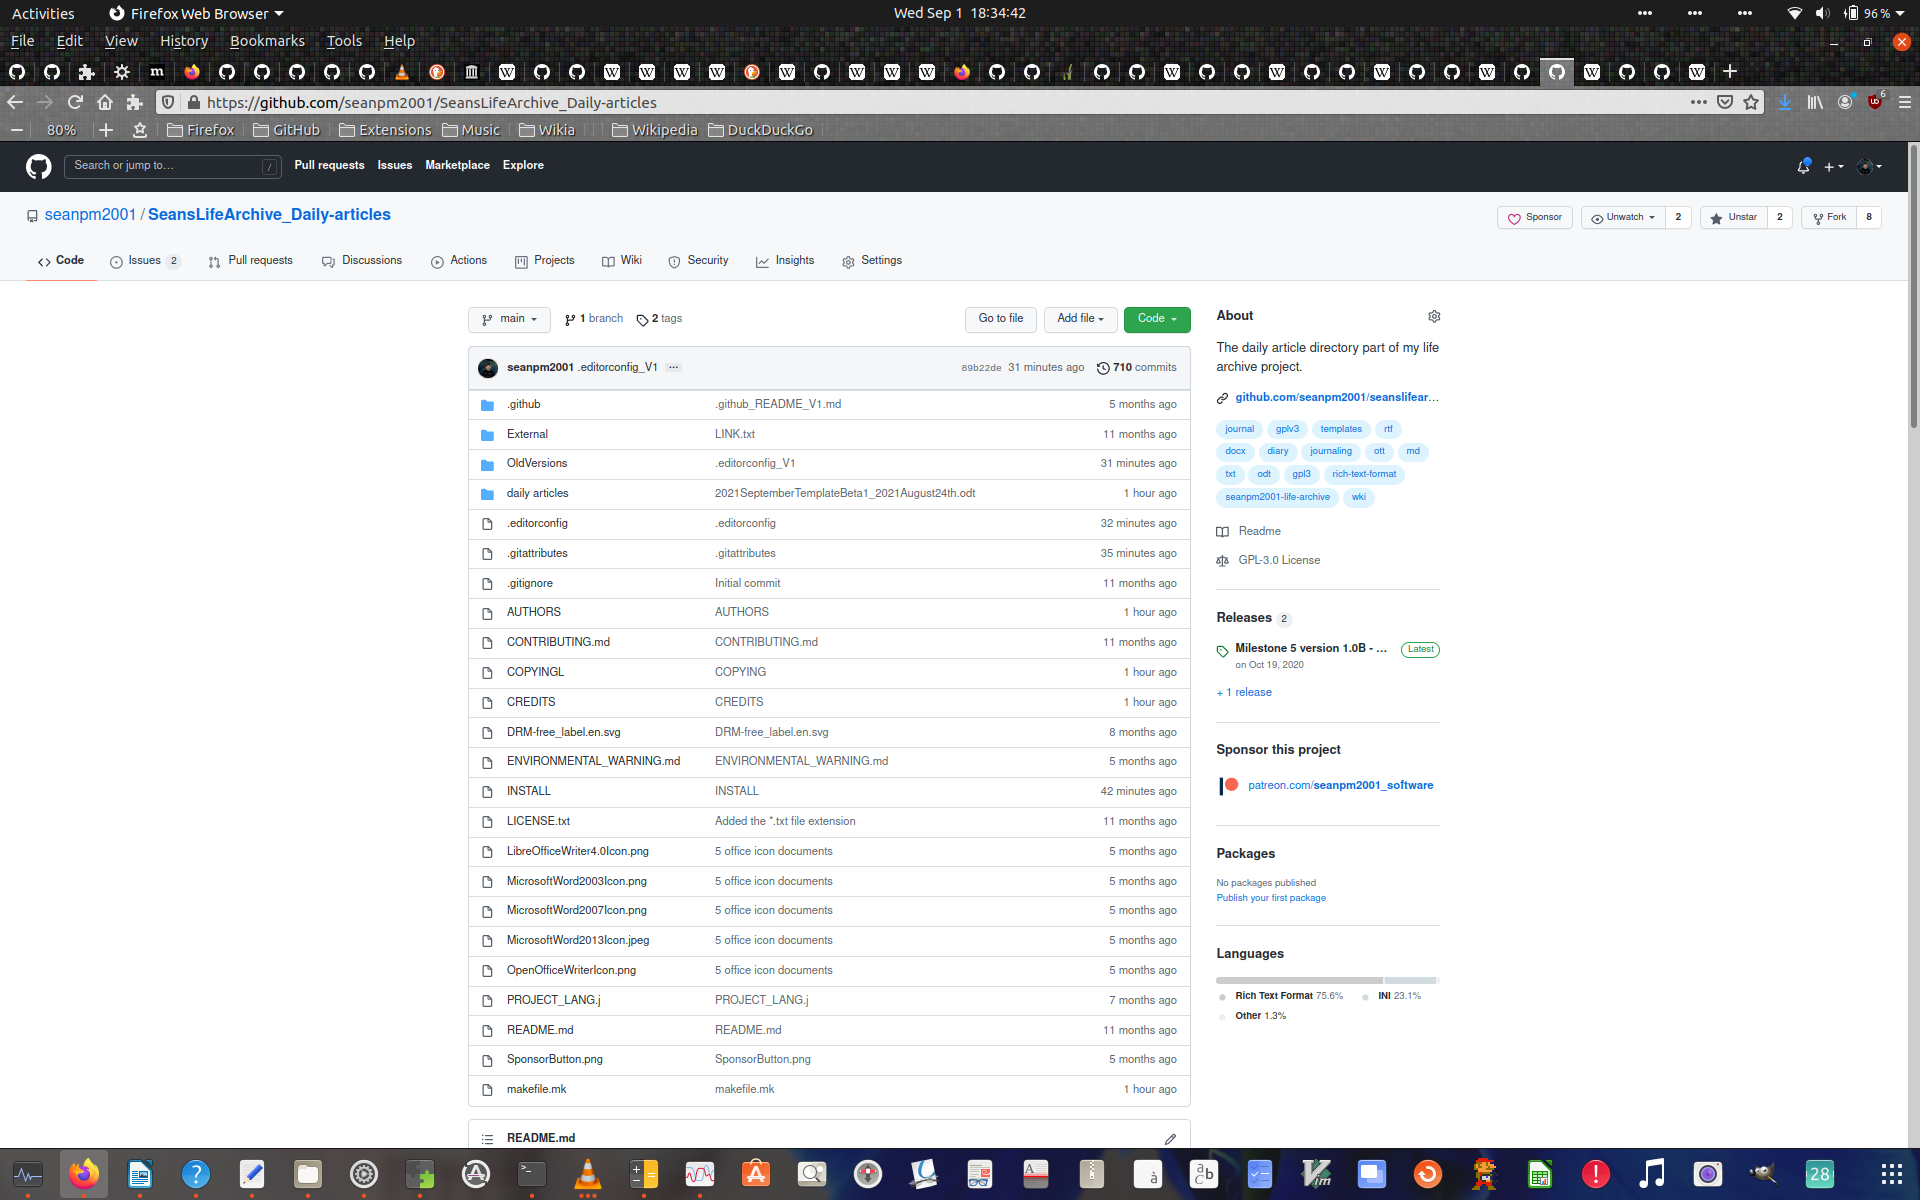 Activities Firefox Web Browser Wed Sep 1 18:34:42 96 %
File Edit View History Bookmarks Tools Help
https://github.com/seanpm2001/SeansLifeArchive_Daily-articles 6
80% Firefox GitHub Extensions Music Wikia Wikipedia DuckDuckGo
Search or jump to… / Pull requests Issues Marketplace Explore
seanpm2001 / SeansLifeArchive_Daily-articles Sponsor Unwatch 2 Unstar 2 Fork 8
Code Issues 2 Pull requests Discussions Actions Projects Wiki Security Insights Settings
main 1 branch 2 tags Go to file Add file Code
seanpm2001 .editorconfig_V1 ... 89b22de 31 minutes ago 710 commits
.github .github_README_V1.md 5 months ago
External LINK.txt 11 months ago
OldVersions .editorconfig_V1 31 minutes ago
daily articles 2021SeptemberTemplateBeta1_2021August24th.odt 1 hour ago
.editorconfig .editorconfig 32 minutes ago
.gitattributes .gitattributes 35 minutes ago
.gitignore Initial commit 11 months ago
AUTHORS AUTHORS 1 hour ago
CONTRIBUTING.md CONTRIBUTING.md 11 months ago
COPYINGL COPYING 1 hour ago
CREDITS CREDITS 1 hour ago
DRM-free_label.en.svg DRM-free_label.en.svg 8 months ago
ENVIRONMENTAL_WARNING.md ENVIRONMENTAL_WARNING.md 5 months ago
INSTALL INSTALL 42 minutes ago
LICENSE.txt Added the *.txt file extension 11 months ago
LibreOfficeWriter4.0Icon.png 5 office icon documents 5 months ago
MicrosoftWord2003Icon.png 5 office icon documents 5 months ago
MicrosoftWord2007Icon.png 5 office icon documents 5 months ago
MicrosoftWord2013Icon.jpeg 5 office icon documents 5 months ago
OpenOfficeWriterIcon.png 5 office icon documents 5 months ago
PROJECT_LANG.j PROJECT_LANG.j 7 months ago
README.md README.md 11 months ago
SponsorButton.png SponsorButton.png 5 months ago
makefile.mk makefile.mk 1 hour ago
README.md
About
The daily article directory part of my life
archive project.
github.com/seanpm2001/seanslifear...
journal gplv3 templates rtf
docx diary journaling ott md
txt odt gpl3 rich-text-format
seanpm2001-life-archive wiki
Readme
GPL-3.0 License
Releases 2
Milestone 5 version 1.0B - ... Latest
on Oct 19, 2020
+ 1 release
Sponsor this project
patreon.com/seanpm2001_software
Packages
No packages published
Publish your first package
Languages
Rich Text Format 75.6% INI 23.1%
Other 1.3%
28